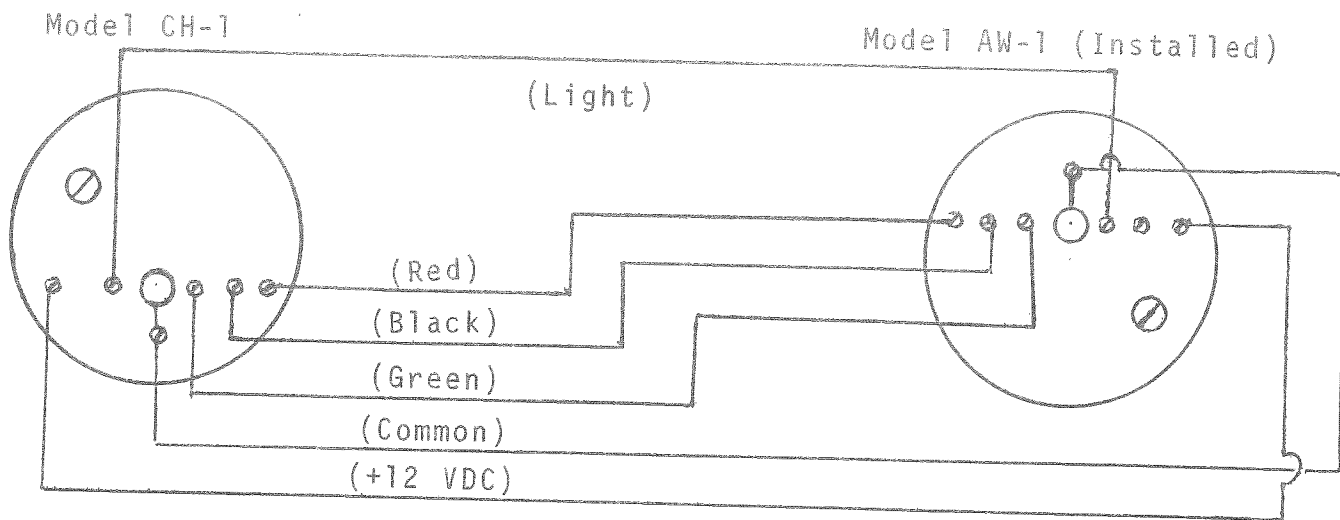 Model CH-1
Model AW-1 (Installed)
(Light)
(Red)
(Black)
(Green)
(Common)
(+12 VDC)